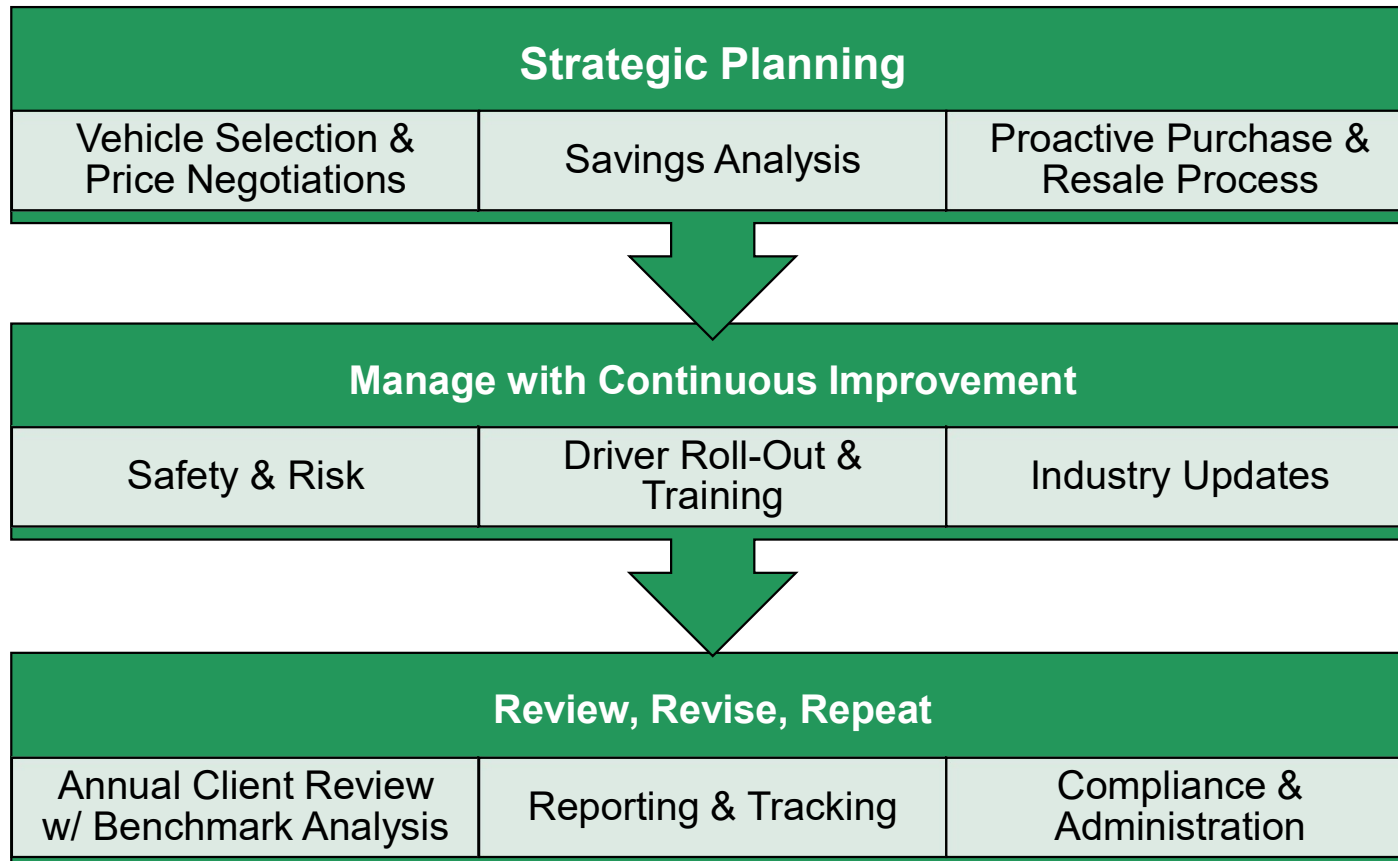 Strategic Planning
Vehicle Selection &
Price Negotiations
Savings Analysis
Proactive Purchase &
Resale Process
Manage with Continuous Improvement
Safety & Risk
Driver Roll-Out &
Training
Industry Updates
Review, Revise, Repeat
Annual Client Review
w/ Benchmark Analysis
Reporting & Tracking
Compliance &
Administration